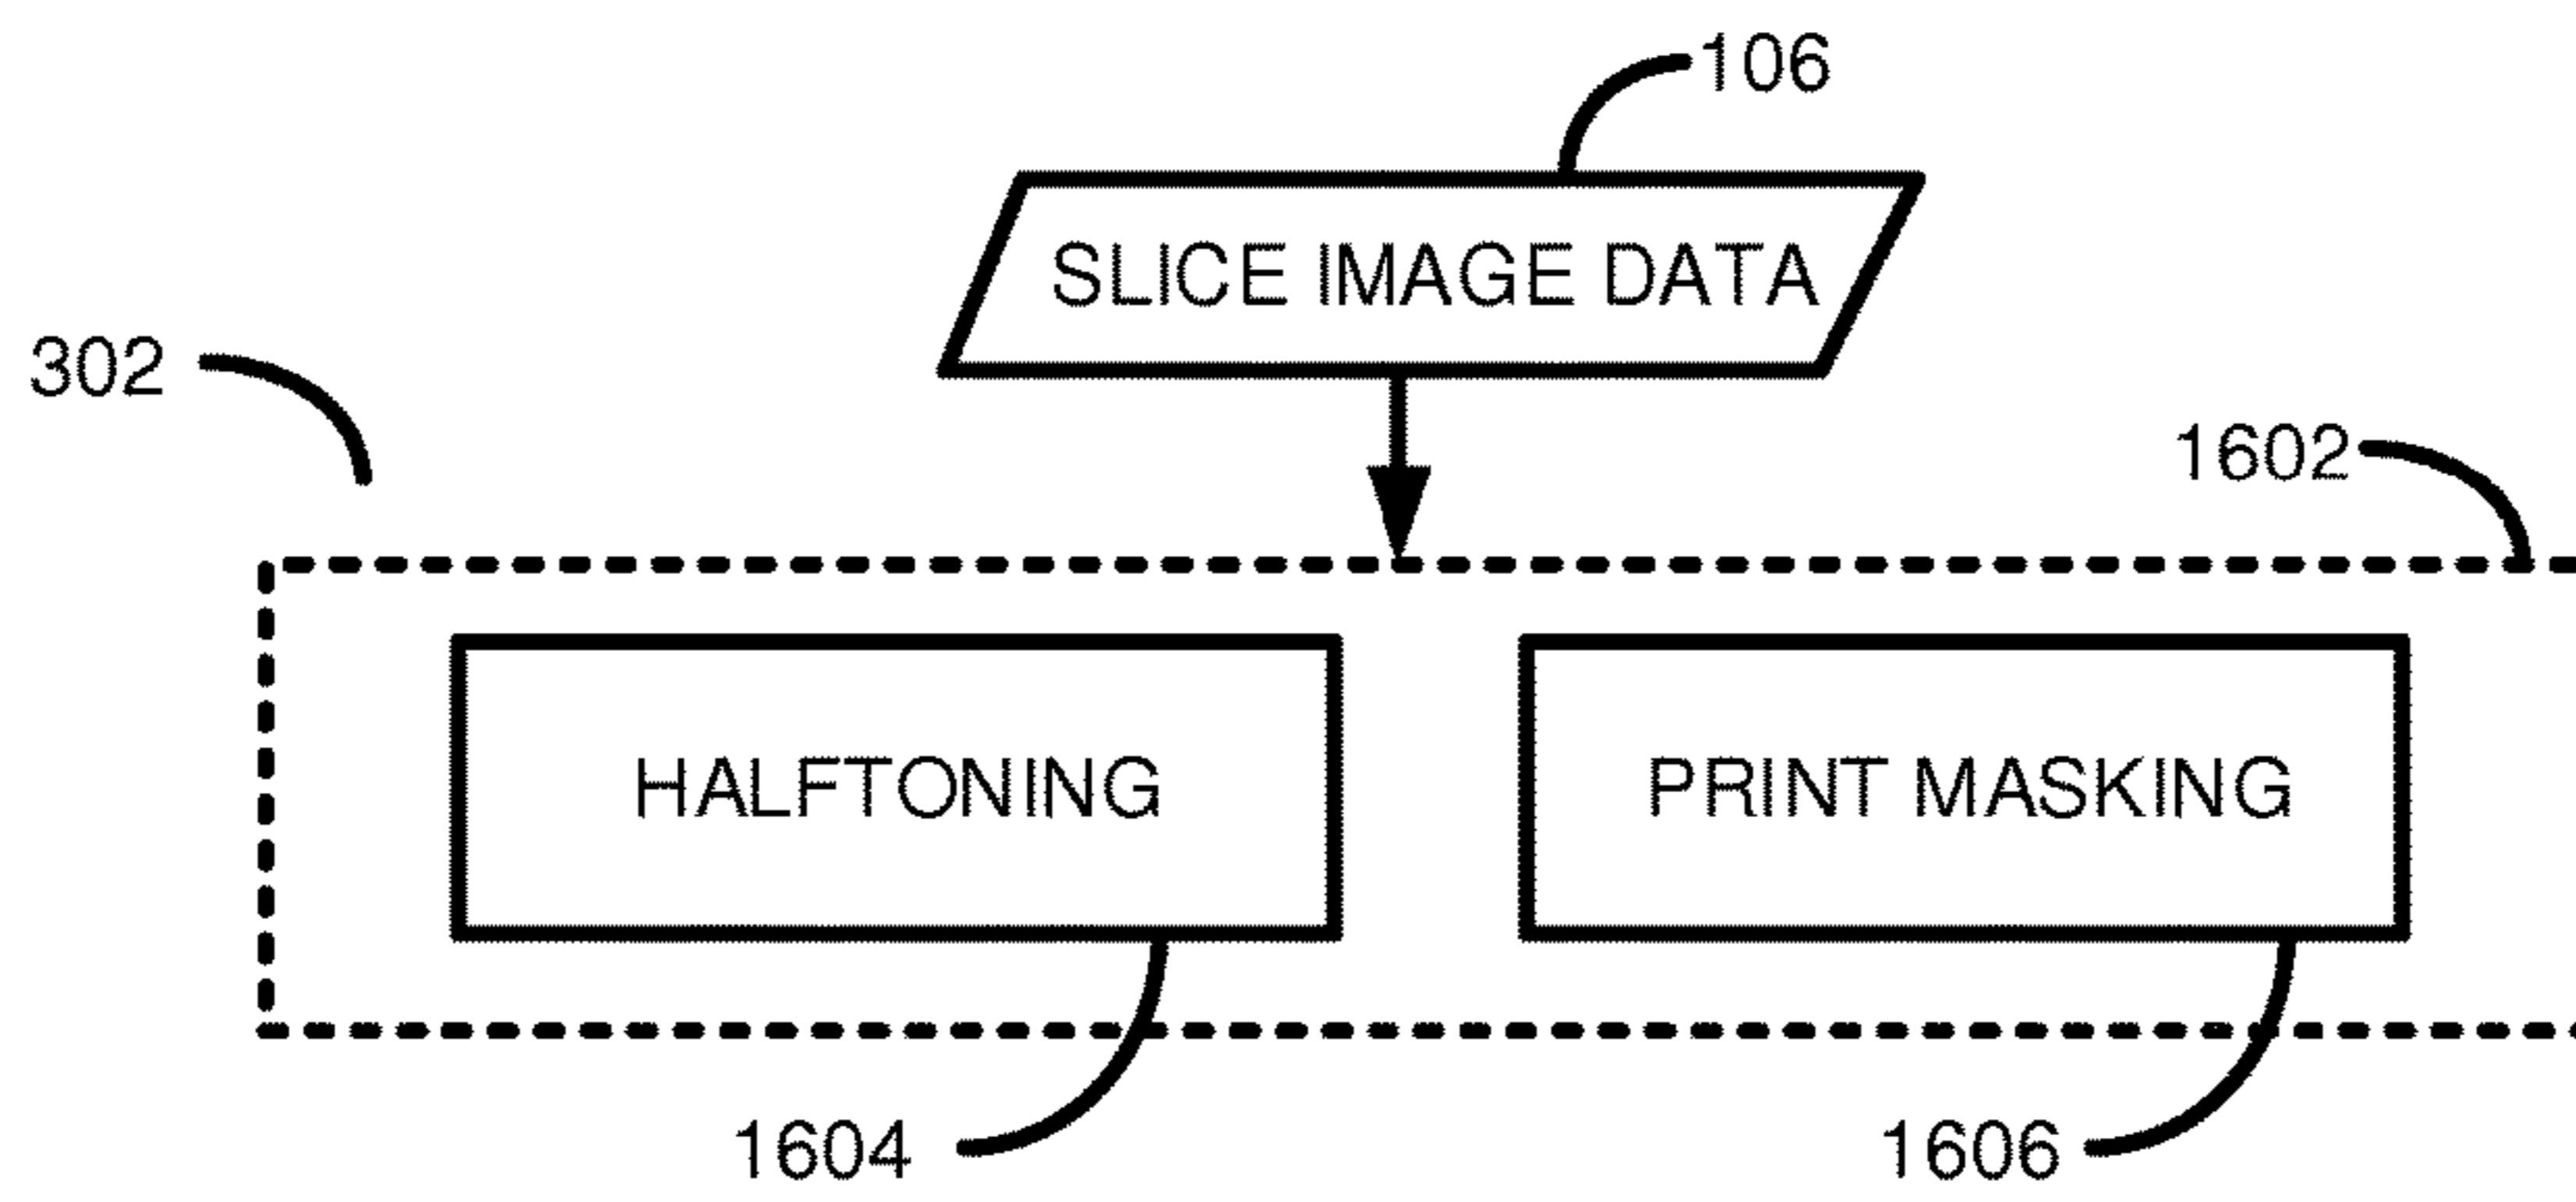 106
SLICE IMAGE DATA
302
1602
HALFTONING
PRINT MASKING
1604
1606